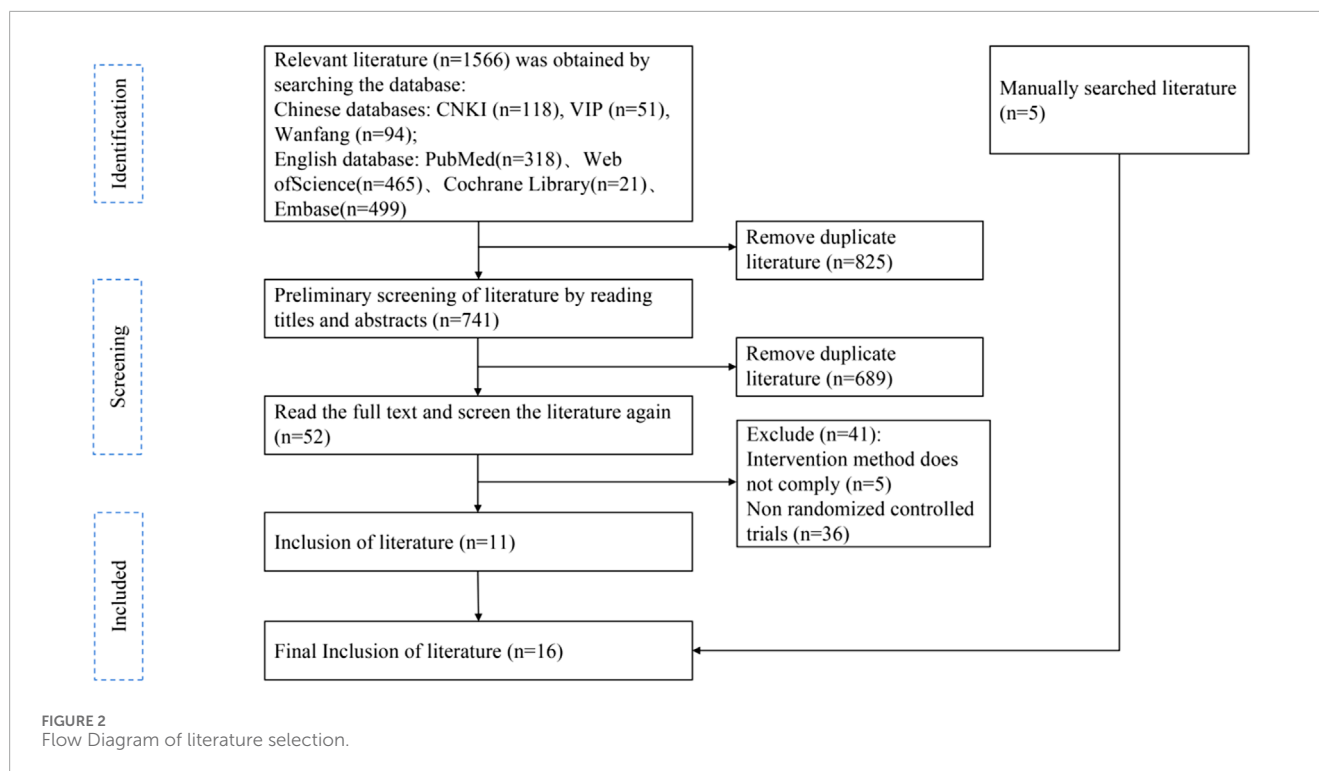 Identification
Relevant literature (n=1566) was obtained by
searching the database:
Chinese databases: CNKI (n=118), VIP (n=51),
Wanfang (n=94);
English database: PubMed(n=318)、Web
ofScience(n=465)、Cochrane Library(n=21)、
Embase(n=499)
Manually searched literature
(n=5)
Remove duplicate
literature (n=825)
Screening
Preliminary screening of literature by reading
titles and abstracts (n=741)
Remove duplicate
literature (n=689)
Read the full text and screen the literature again
(n=52)
Exclude (n=41):
Intervention method does
not comply (n=5)
Non randomized controlled
trials (n=36)
Included
Inclusion of literature (n=11)
Final Inclusion of literature (n=16)
FIGURE 2
Flow Diagram of literature selection.